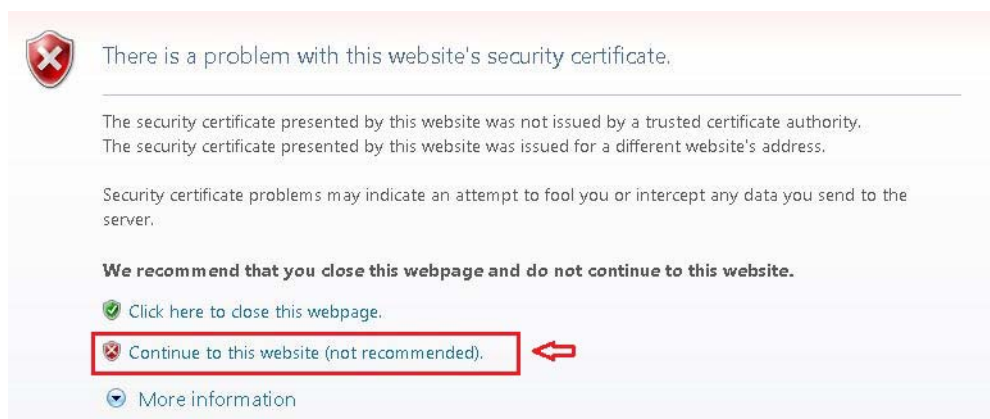 There is a problem with this website's security certificate.
The security certificate presented by this website was not issued by a trusted certificate authority.
The security certificate presented by this website was issued for a different website's address.
Security certificate problems may indicate an attempt to fool you or intercept any data you send to the
server.
We recommend that you close this webpage and do not continue to this website.
Click here to close this webpage.
Continue to this website (not recommended).
More information